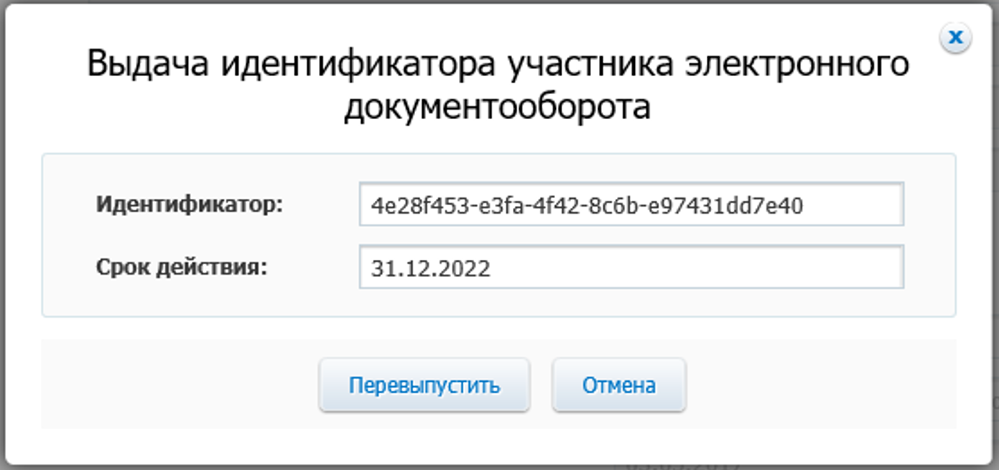 Выдача идентификатора участника электронного
документооборота
Идентификатор: 4e28f453-e3fa-4f42-8c6b-e97431dd7e40
Срок действия: 31.12.2022
Перевыпустить Отмена